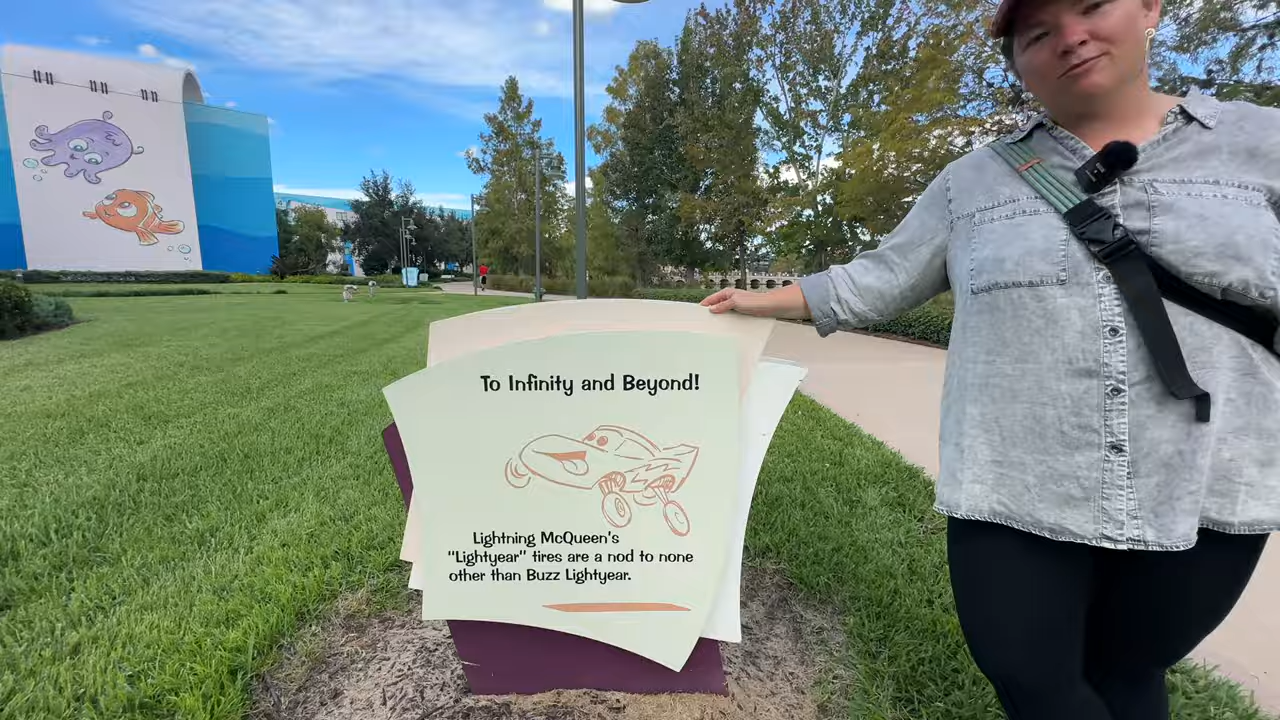 To Infinity and Beyond!
Lightning McQueen's
"Lightyear" tires are a nod to none
other than Buzz Lightyear.